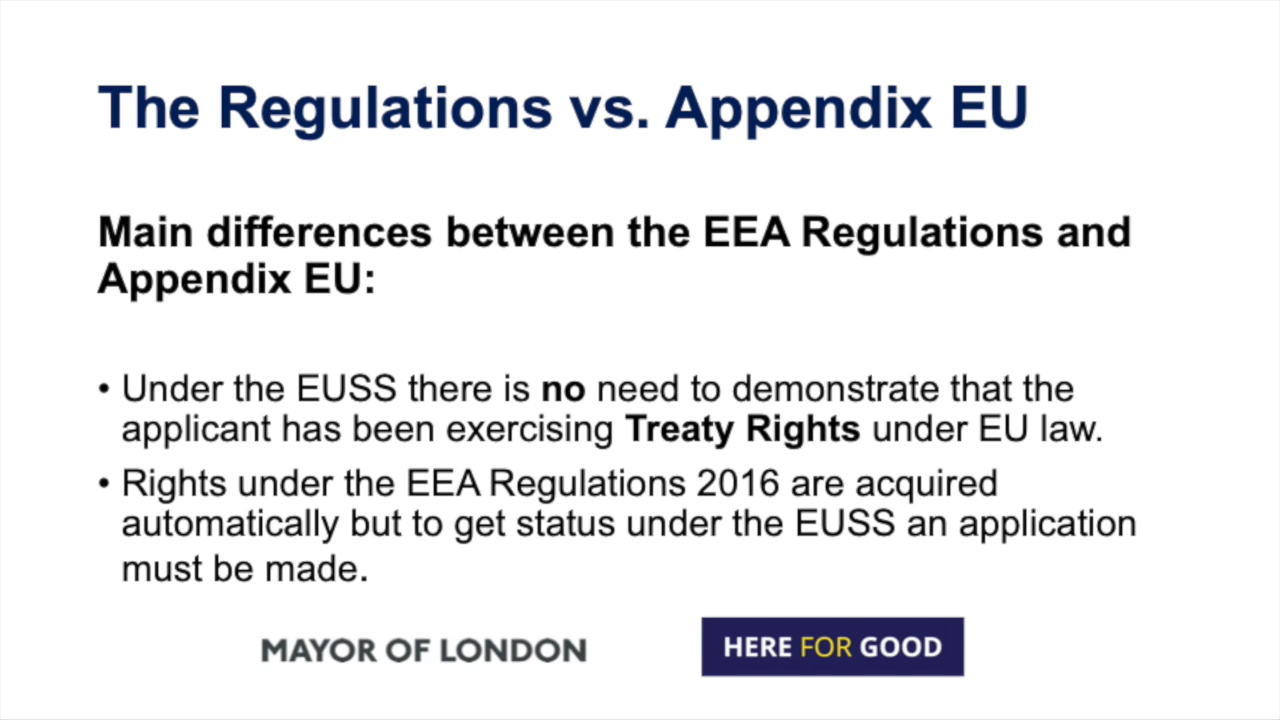 The Regulations vs. Appendix EU
Main differences between the EEA Regulations and
Appendix EU:
• Under the EUSS there is no need to demonstrate that the
applicant has been exercising Treaty Rights under EU law.
• Rights under the EEA Regulations 2016 are acquired
automatically but to get status under the EUSS an application
must be made.
MAYOR OF LONDON
HERE FOR GOOD